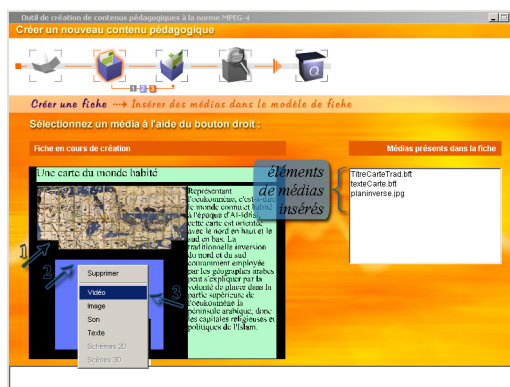 Outil de création de contenus pédagogiques à la norme MPEG-4
Créer un nouveau contenu pédagogique
1 2 3
Q
Créer une fiche ---> Insérer des médias dans le modèle de fiche
Sélectionnez un média à l'aide du bouton droit :
Fiche en cours de création
Médias présents dans la fiche
Une carte du monde habité
éléments
de médias
insérés
TitreCarteTrad.bft
texteCarte.bft
planinverse.jpg
Représentant
l'oekoumène, c'est-à-dire
le monde connu et habité
à l'époque d'Al-Idrisi,
cette carte est orientée
avec le nord en haut et le
sud en bas. La
traditionnelle inversion
du nord et du sud
couramment employée
par les géographes arabes
peut s'expliquer par la
volonté de placer dans la
partie supérieure de
l'oekoumène la
péninsule arabique, donc
les capitales religieuses et
politiques de l'Islam.
1
2
3
Supprimer
Vidéo
Image
Son
Texte
Schémas 2D
Scènes 3D